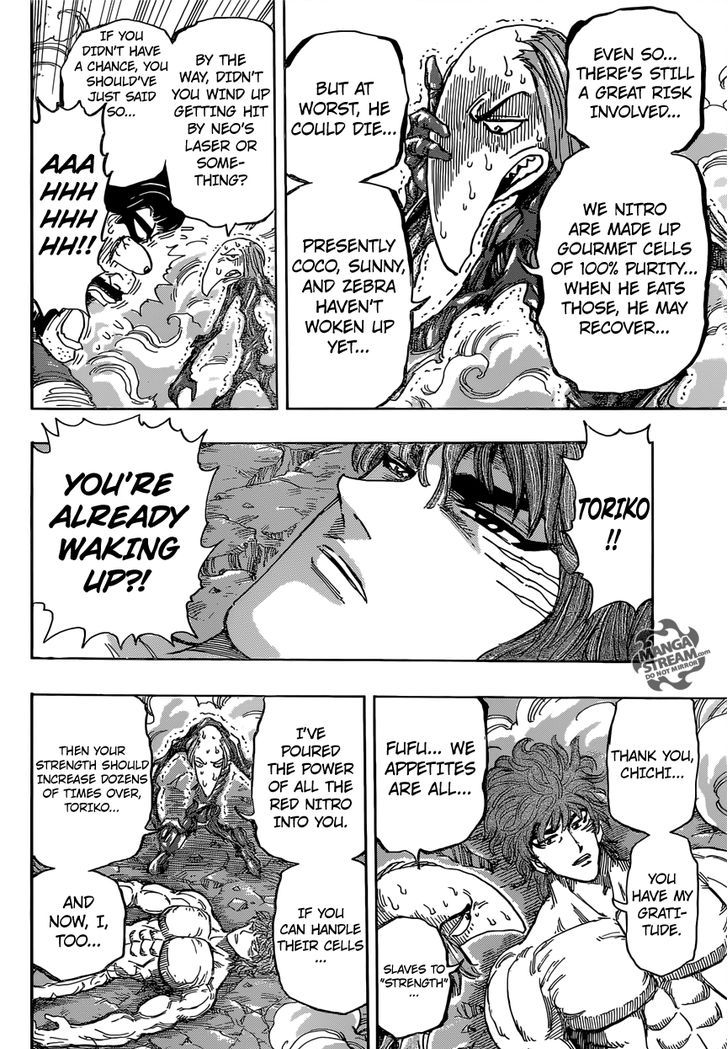 EVEN SO...
THERE'S STILL
A GREAT RISK
INVOLVED...
WE NITRO
ARE MADE UP
GOURMET CELLS
OF 100% PURITY...
WHEN HE EATS
THOSE, HE MAY
RECOVER...
BUT AT
WORST, HE
COULD DIE...
PRESENTLY
COCO, SUNNY,
AND ZEBRA
HAVEN'T
WOKEN UP
YET...
BY THE
WAY, DIDN'T
YOU WIND UP
GETTING HIT
BY NEO'S
LASER OR
SOME-
THING?
IF YOU
DIDN'T HAVE
A CHANCE, YOU
SHOULD'VE
JUST SAID
SO...
AAA
HHH
HHH
HH!!
TORIKO
!!
YOU'RE
ALREADY
WAKING
UP?!
MANGA
STREAM.com
DO NOT MIRROR
THANK YOU,
CHICHI...
YOU
HAVE MY
GRATI-
TUDE.
FUFU... WE
APPETITES
ARE ALL...
SLAVES TO
"STRENGTH"
...
I'VE
POURED
THE POWER
OF ALL THE
RED NITRO
INTO YOU.
IF YOU
CAN HANDLE
THEIR CELLS
...
THEN YOUR
STRENGTH SHOULD
INCREASE DOZENS
OF TIMES OVER,
TORIKO...
AND
NOW, I,
TOO...